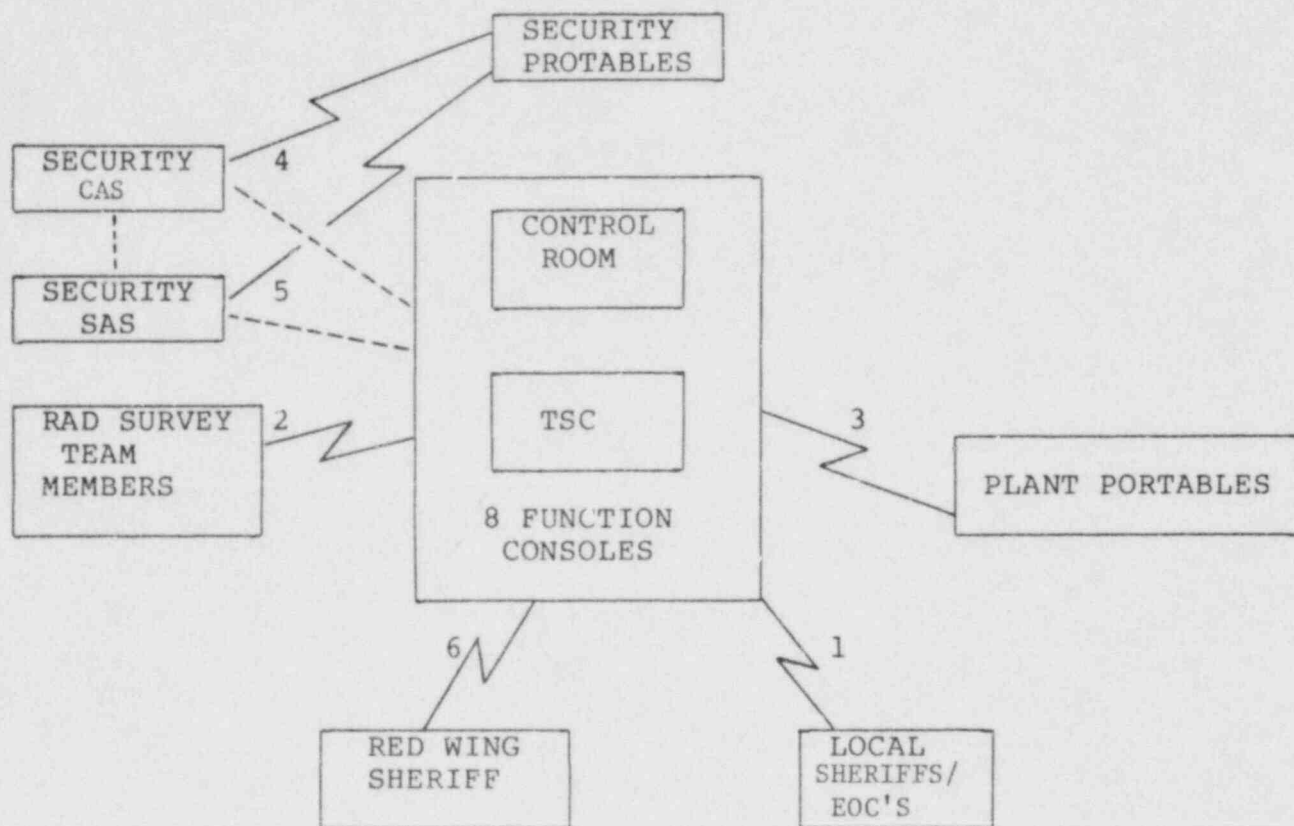 SECURITY
PROTABLES
SECURITY
CAS
4
SECURITY
SAS
5
CONTROL
ROOM
TSC
8 FUNCTION
CONSOLES
RAD SURVEY
TEAM
MEMBERS
2
3
PLANT PORTABLES
6
1
RED WING
SHERIFF
LOCAL
SHERIFFS/
EOC'S